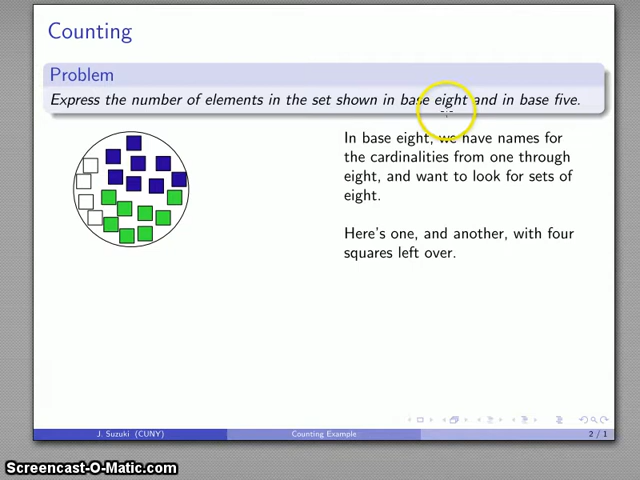 Counting
Problem
Express the number of elements in the set shown in base eight and in base five.
In base eight, we have names for
the cardinalities from one through
eight, and want to look for sets of
eight.
Here's one, and another, with four
squares left over.
J. Suzuki (CUNY)
Counting Example
2 / 1
Screencast-O-Matic.com